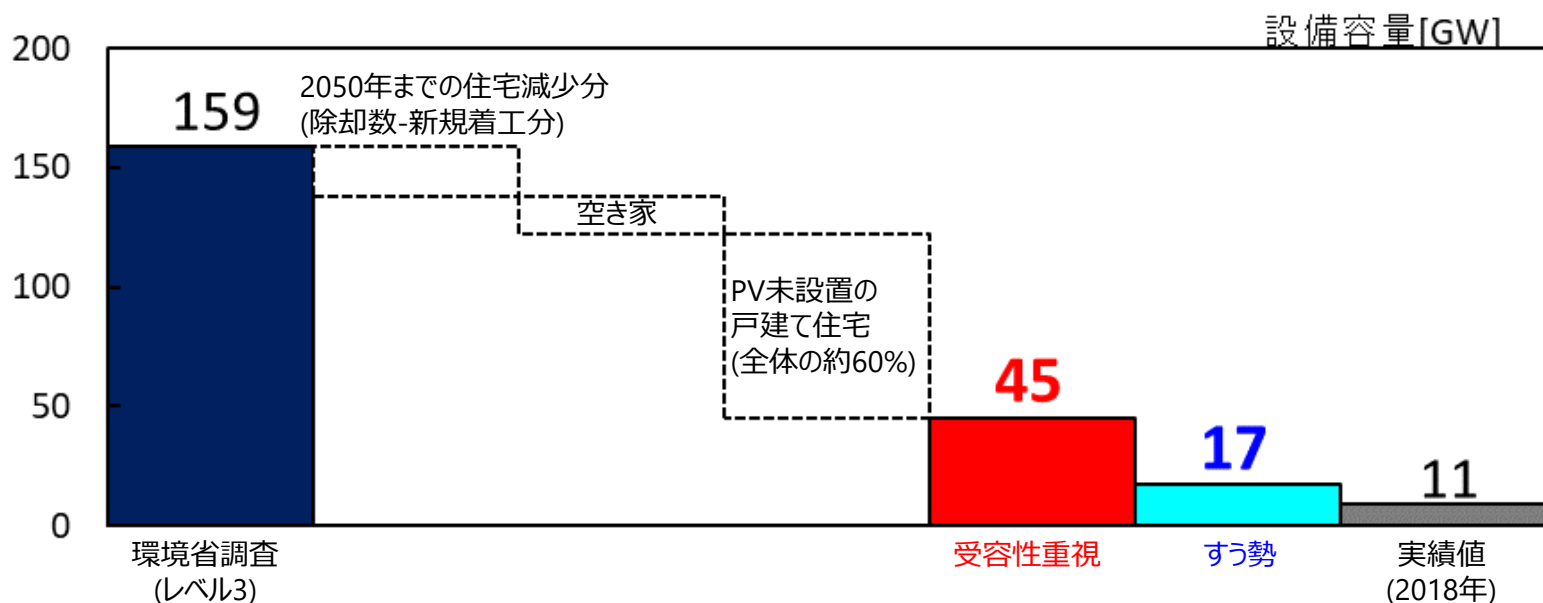 設備容量[GW]
200
150
100
50
0
159
2050年までの住宅減少分
(除却数-新規着工分)
空き家
PV未設置の
戸建て住宅
(全体の約60%)
45
17
11
環境省調査
(レベル3)
受容性重視
すう勢
実績値
(2018年)